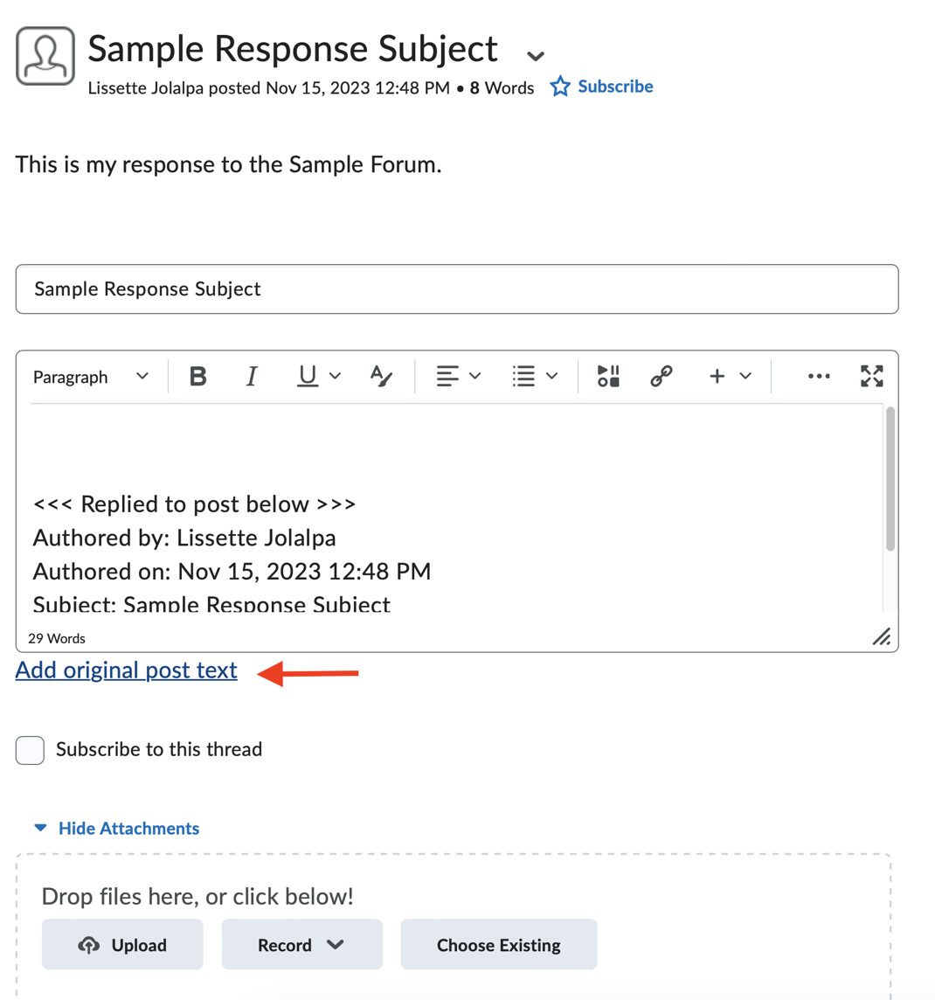 Sample Response Subject
Lissette Jolalpa posted Nov 15, 2023 12:48 PM • 8 Words Subscribe
This is my response to the Sample Forum.
Sample Response Subject
Paragraph B I U A
<<< Replied to post below >>>
Authored by: Lissette Jolalpa
Authored on: Nov 15, 2023 12:48 PM
Subject: Sample Response Subject
29 Words
Add original post text
Subscribe to this thread
Hide Attachments
Drop files here, or click below!
Upload Record Choose Existing